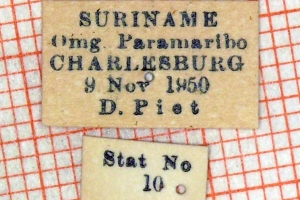 SURINAME
Omg Paramaribo
CHARLESBURG
9 Nov 1950
D. Piet
Stat No
10